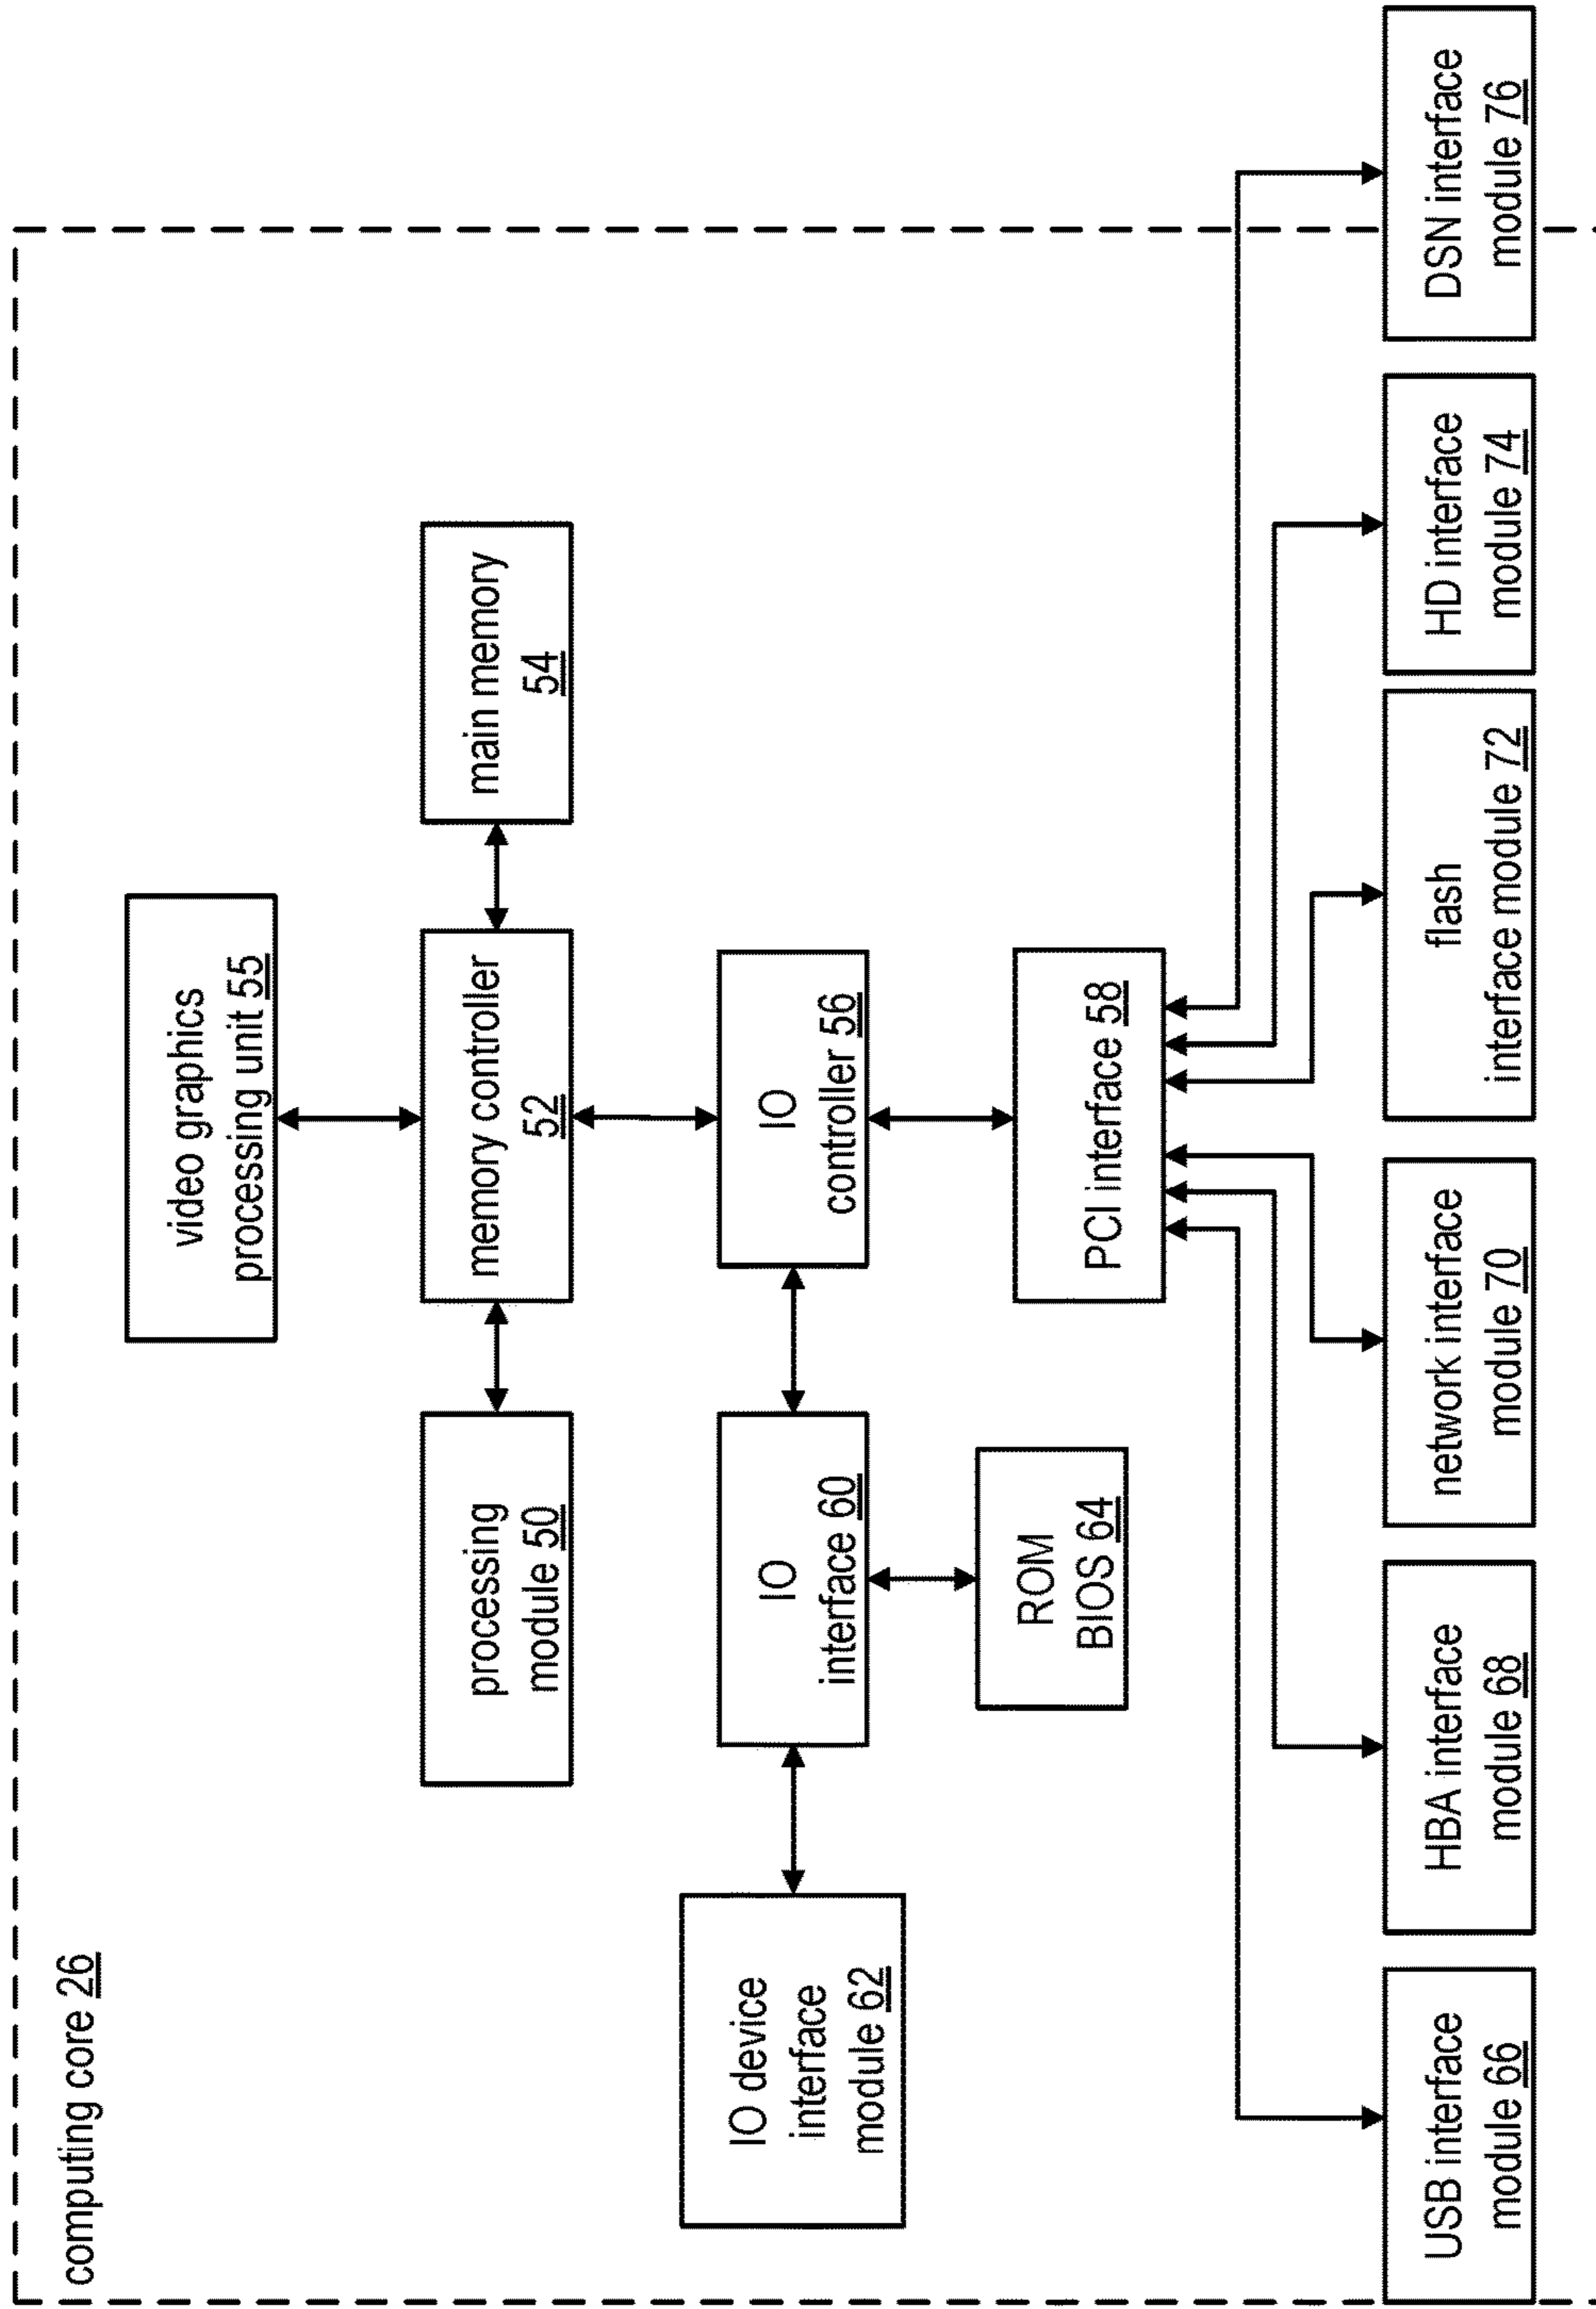 computing core 26
video graphics
processing unit 55
processing
module 50
memory controller
52
main memory
54
IO device
interface
module 62
IO
interface 60
IO
controller 56
ROM
BIOS 64
PCI interface 58
USB interface
module 66
HBA interface
module 68
network interface
module 70
flash
interface module 72
HD interface
module 74
DSN interface
module 76